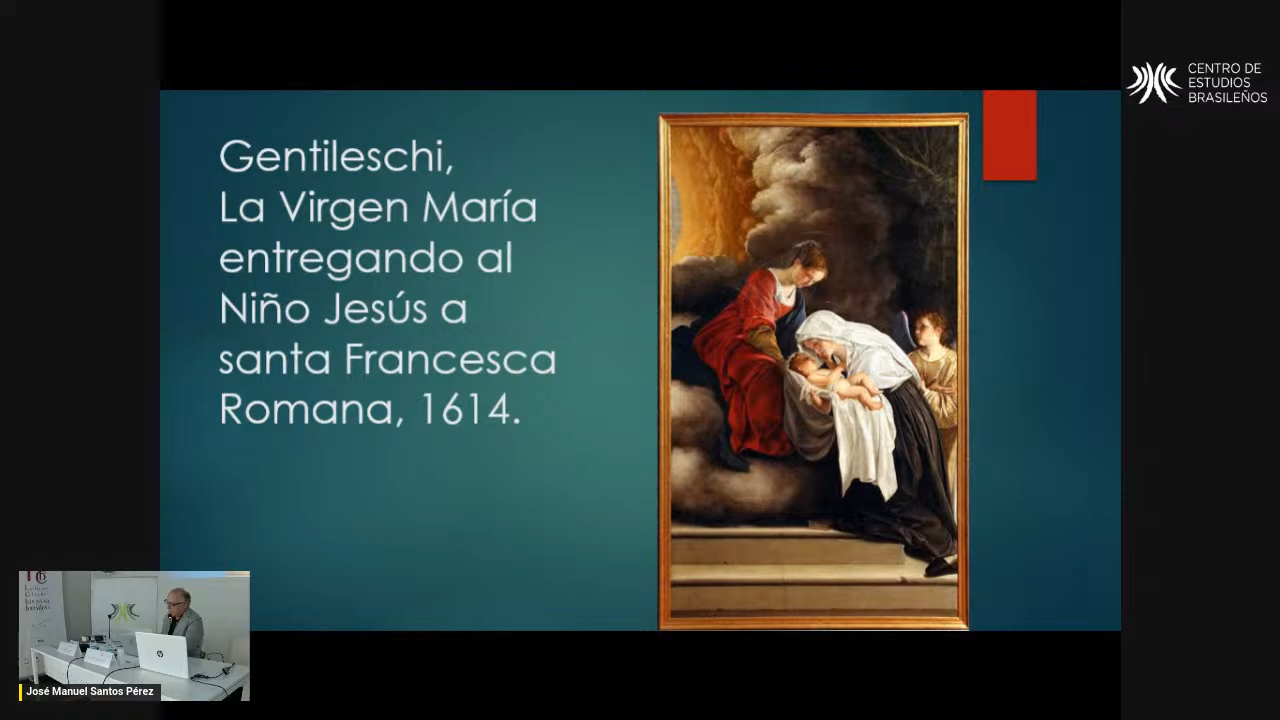 Gentileschi,
La Virgen María
entregando al
Niño Jesús a
santa Francesca
Romana, 1614.
CENTRO DE
ESTUDIOS
BRASILEÑOS
José Manuel Santos Pérez